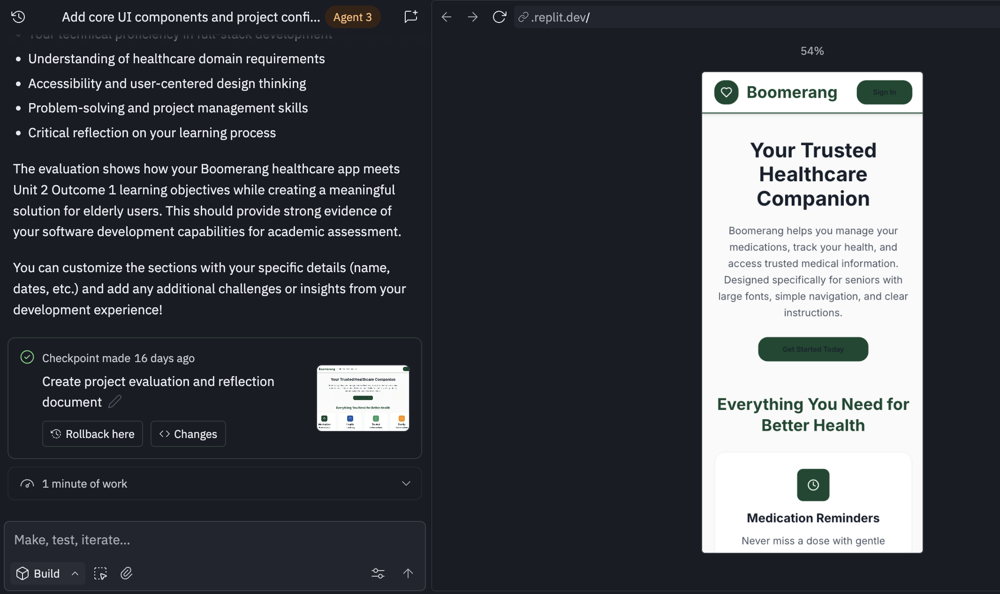 Add core UI components and project confi...
Agent 3
Your technical proficiency in full-stack development
Understanding of healthcare domain requirements
Accessibility and user-centered design thinking
Problem-solving and project management skills
Critical reflection on your learning process
The evaluation shows how your Boomerang healthcare app meets
Unit 2 Outcome 1 learning objectives while creating a meaningful
solution for elderly users. This should provide strong evidence of
your software development capabilities for academic assessment.
You can customize the sections with your specific details (name,
dates, etc.) and add any additional challenges or insights from your
development experience!
Checkpoint made 16 days ago
Create project evaluation and reflection
document
Rollback here
Changes
Boomerang
Your Trusted Healthcare Companion
Everything You Need for Better Health
Medication
Reminders
Health
Tracking
Trusted
Information
Family
Connection
1 minute of work
Make, test, iterate...
Build
.replit.dev/
54%
Boomerang
Sign In
Your Trusted
Healthcare
Companion
Boomerang helps you manage your
medications, track your health, and
access trusted medical information.
Designed specifically for seniors with
large fonts, simple navigation, and clear
instructions.
Get Started Today
Everything You Need for
Better Health
Medication Reminders
Never miss a dose with gentle